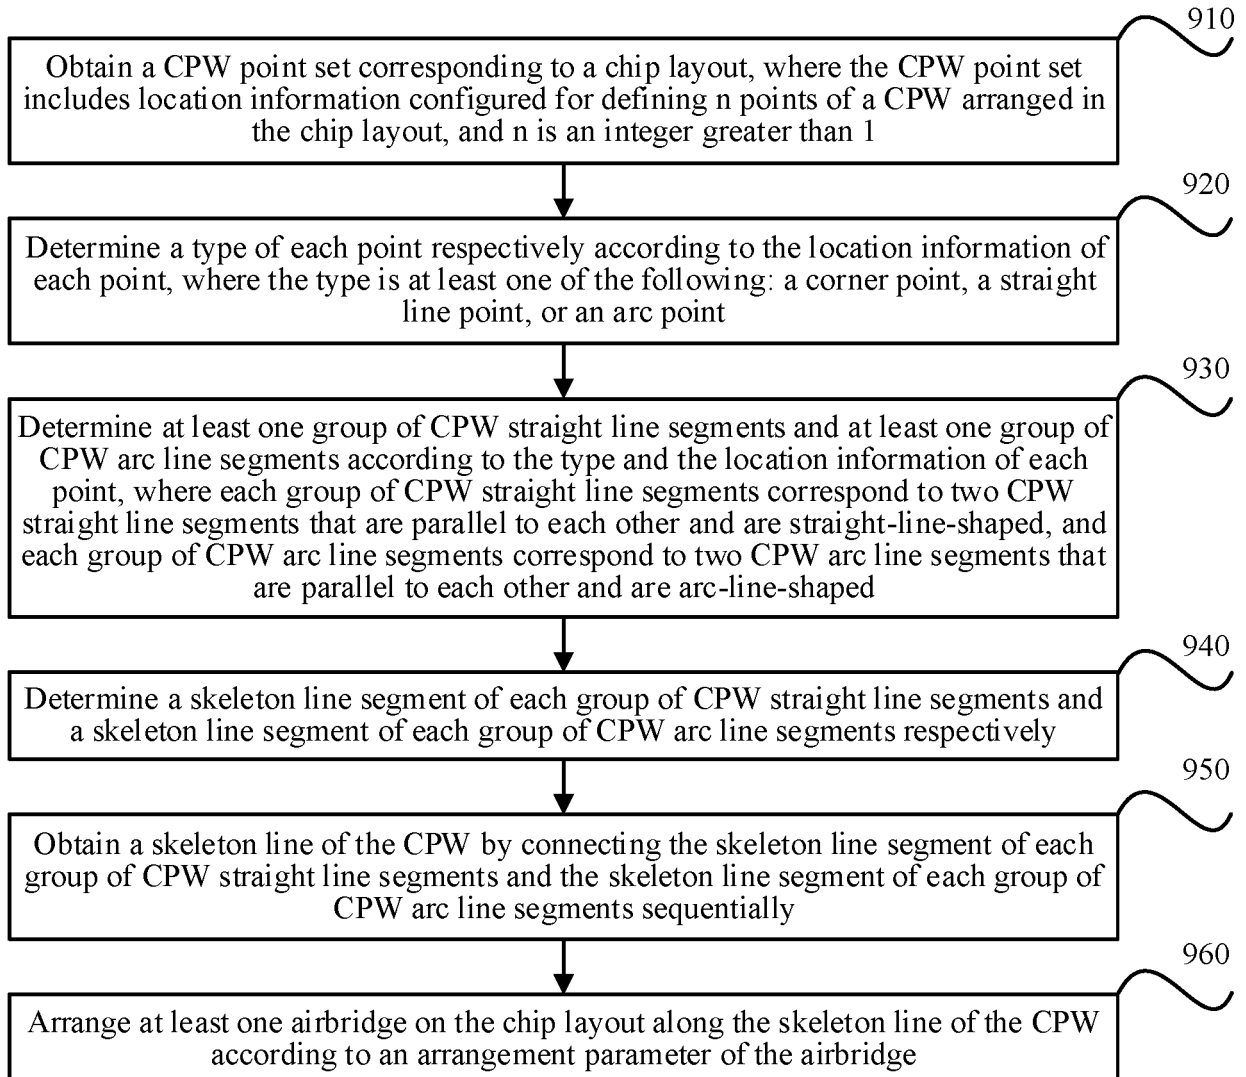 910
Obtain a CPW point set corresponding to a chip layout, where the CPW point set
includes location information configured for defining n points of a CPW arranged in
the chip layout, and n is an integer greater than 1
920
Determine a type of each point respectively according to the location information of
each point, where the type is at least one of the following: a corner point, a straight
line point, or an arc point
930
Determine at least one group of CPW straight line segments and at least one group of
CPW arc line segments according to the type and the location information of each
point, where each group of CPW straight line segments correspond to two CPW
straight line segments that are parallel to each other and are straight-line-shaped, and
each group of CPW arc line segments correspond to two CPW arc line segments that
are parallel to each other and are arc-line-shaped
940
Determine a skeleton line segment of each group of CPW straight line segments and
a skeleton line segment of each group of CPW arc line segments respectively
950
Obtain a skeleton line of the CPW by connecting the skeleton line segment of each
group of CPW straight line segments and the skeleton line segment of each group of
CPW arc line segments sequentially
960
Arrange at least one airbridge on the chip layout along the skeleton line of the CPW
according to an arrangement parameter of the airbridge